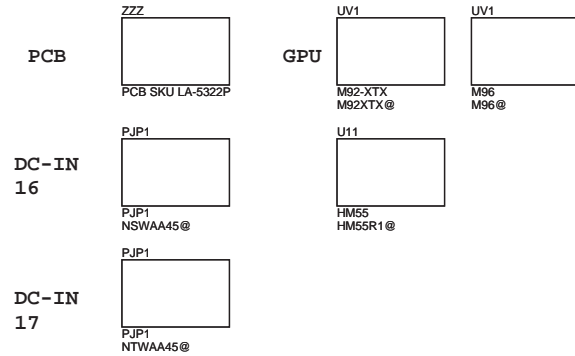 ZZZ
PCB
PCB SKU LA-5322P
GPU
UV1
M92-XTX
M92XTX@
UV1
M96
M96@
DC-IN
16
PJP1
PJP1
NSWAA45@
U11
HM55
HM55R1@
DC-IN
17
PJP1
PJP1
NTWAA45@